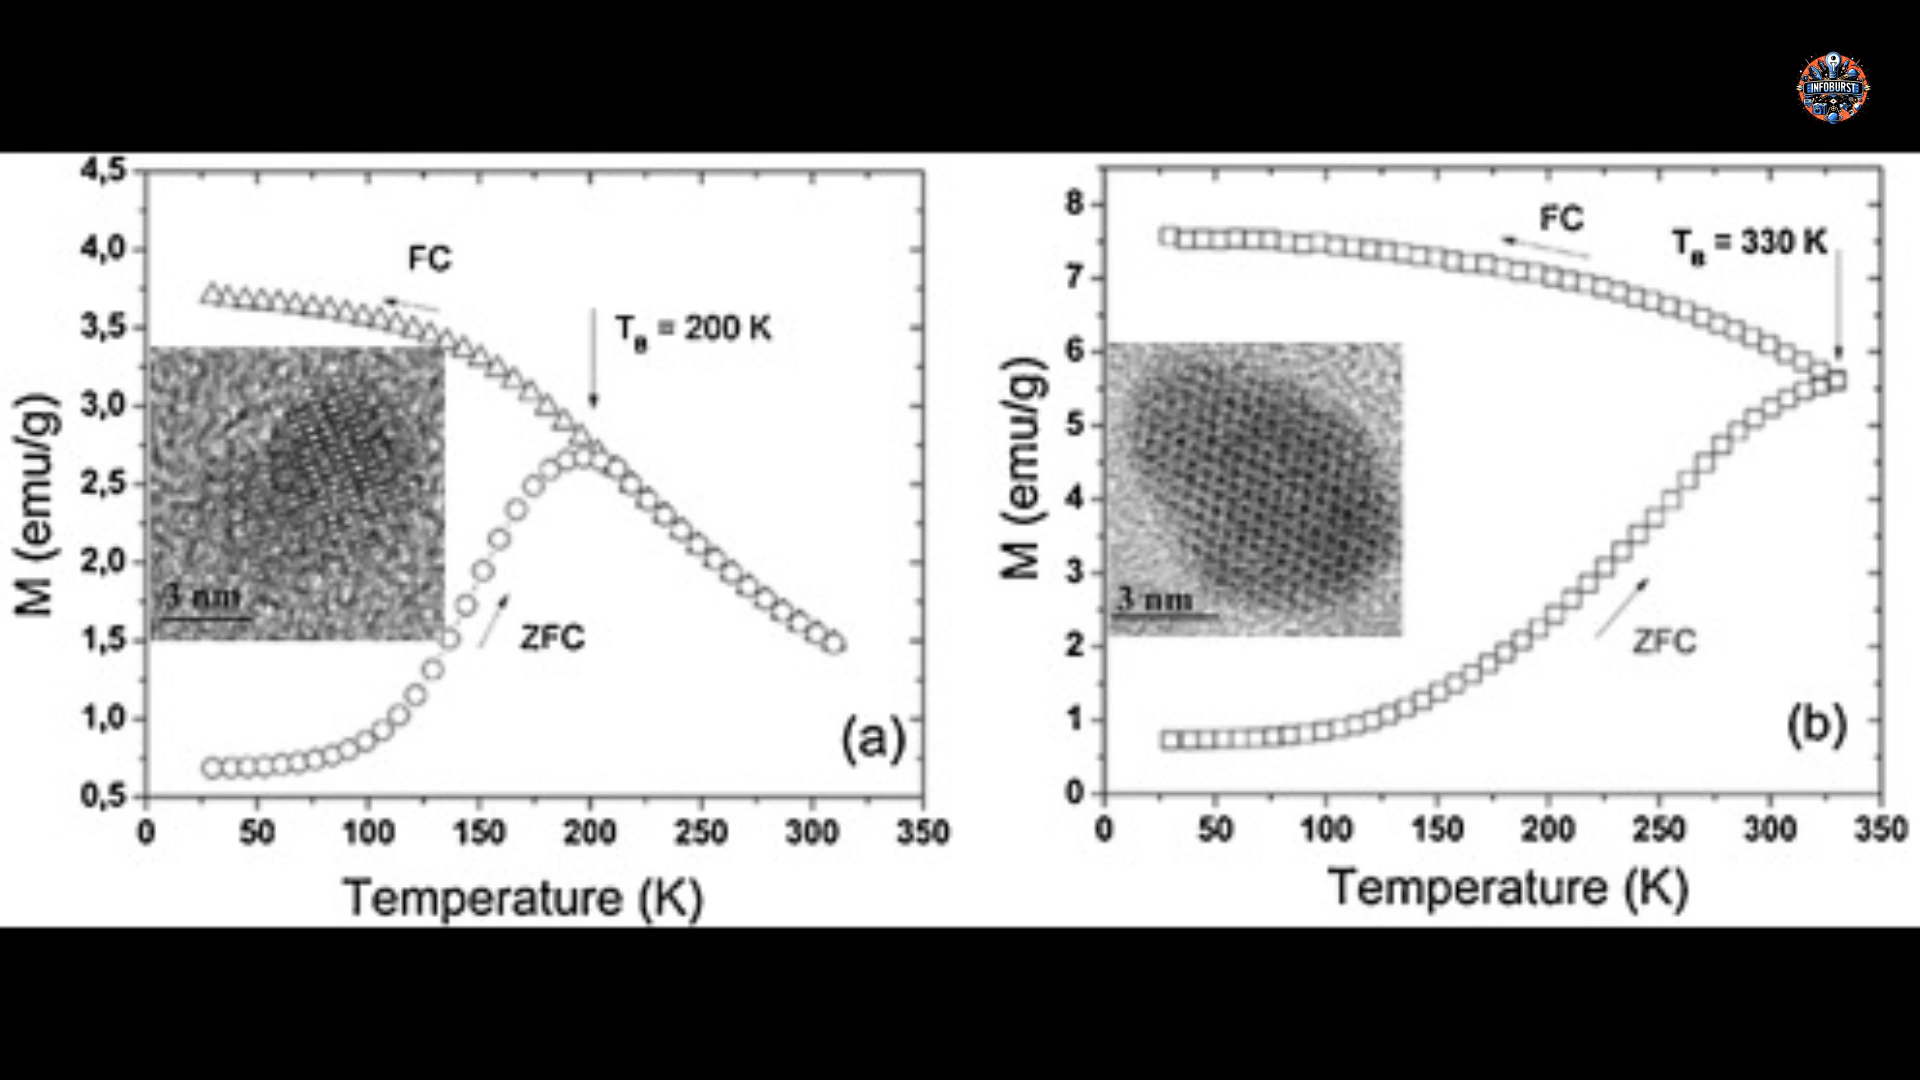 INFOBURST
4,5
4,0
3,5
3,0
2,5
2,0
1,5
1,0
0,5
M (emu/g)
FC
T_B = 200 K
3 nm
ZFC
(a)
0 50 100 150 200 250 300 350
Temperature (K)
8
7
6
5
4
3
2
1
0
M (emu/g)
FC
T_B = 330 K
3 nm
ZFC
(b)
0 50 100 150 200 250 300 350
Temperature (K)